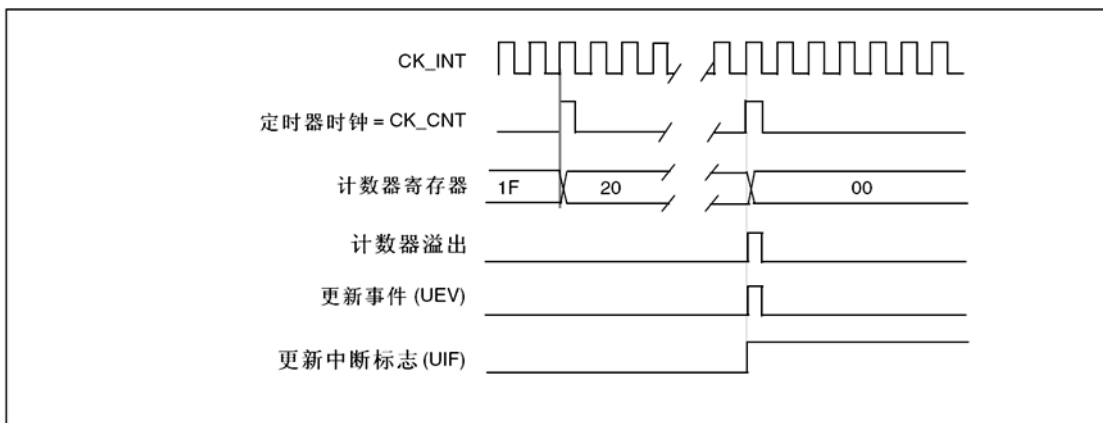 CK_INT
定时器时钟 = CK_CNT
计数器寄存器 1F 20 00
计数器溢出
更新事件 (UEV)
更新中断标志 (UIF)